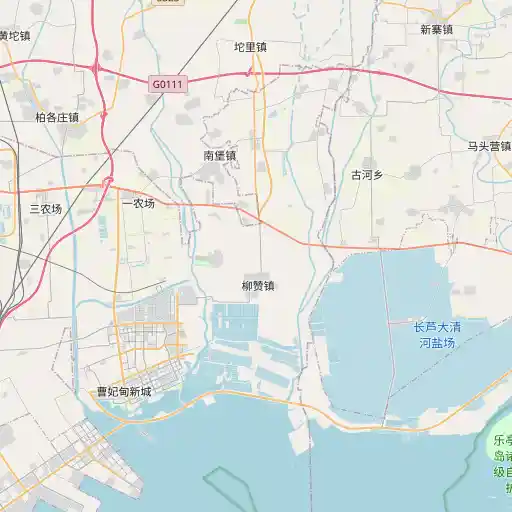 新寨镇
黄坨镇
坨里镇
G0111
柏各庄镇
马头营镇
南堡镇
古河乡
三农场
一农场
柳赞镇
长芦大清
河盐场
曹妃甸新城
乐亭
岛诸
级自
护